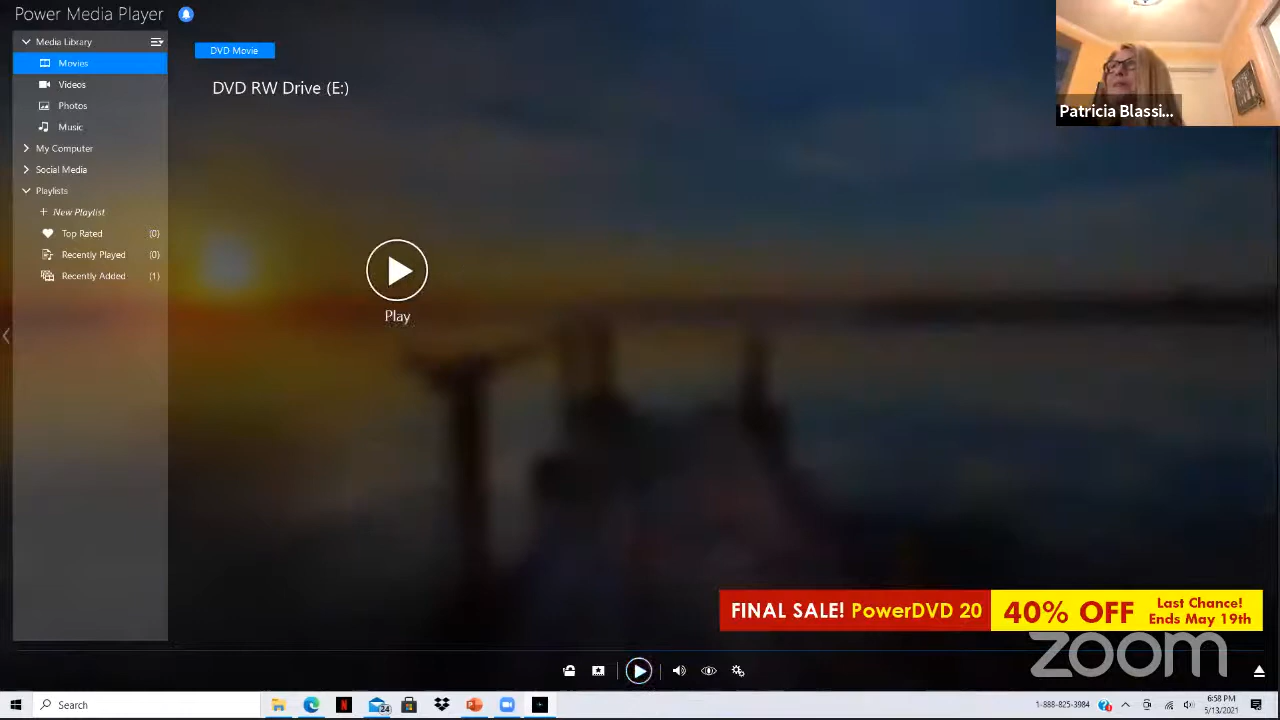 Power Media Player
Media Library
Movies
Videos
Photos
Music
My Computer
Social Media
Playlists
+ New Playlist
Top Rated (0)
Recently Played (0)
Recently Added (1)
DVD Movie
DVD RW Drive (E:)
Play
Patricia Blassi...
FINAL SALE! PowerDVD 20
40% OFF
Last Chance!
Ends May 19th
zoom
Search
24
1-888-825-3984
6:58 PM
5/13/2021